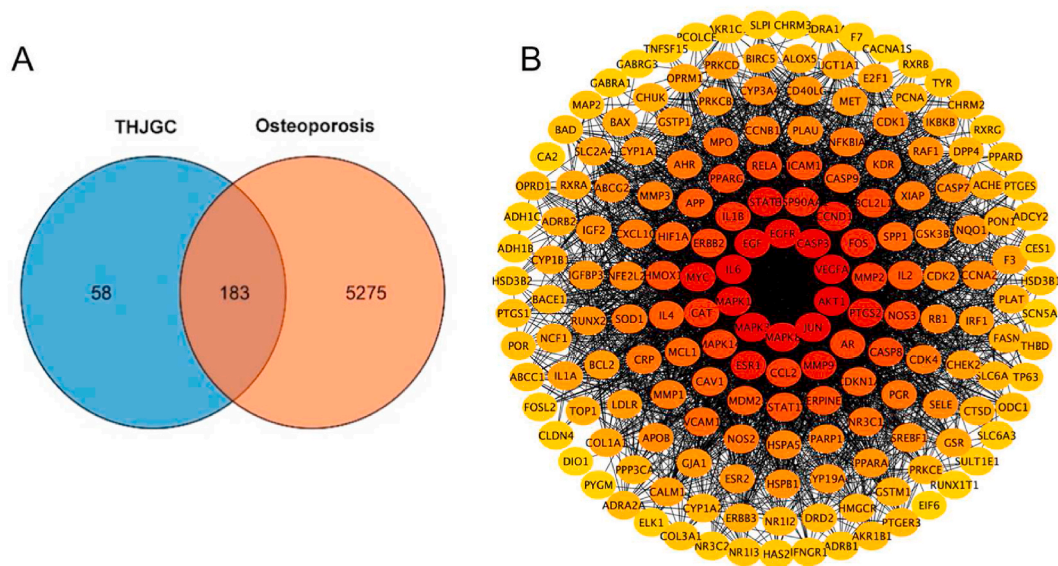 A
THJGC
Osteoporosis
58
183
5275
B
SLPI
CHRM3
AKR1C
DRA1A
F7
PCOLCE
CACNA1S
TNFSF15
BIRC5
ALOX5
RXRB
GABRG3
PRKCD
UGT1A1
OPRM1
E2F1
TYR
GABRA1
CYP3A4
CD40LG
CHUK
PRKCB
MET
PCNA
CHRM2
MAP2
GSTP1
CCNB1
PLAU
CDK1
IKBKB
BAX
MPO
NFKBIA
RXRG
BAD
SLC2A4
CYP1A
RELA
ICAM1
KDR
RAF1
DPP4
PPARD
AHR
CA2
PPARG
CASP9
OPRD1
RXRA
ABCG2
MMP3
APP
STAT3
SP90AA
BCL2L1
XIAP
CASP7
ACHE
PTGES
IL1B
CCND1
ADH1C
ADRB2
IGF2
CXCL10
HIF1A
ERBB2
EGF
EGFR
CASP3
FOS
SPP1
GSK3B
NQO1
PON1
ADCY2
ADH1B
CYP1B
IGFBP3
NFE2L2
HMOX1
MYC
IL6
VEGFA
MMP2
IL2
CDK2
CCNA2
F3
CES1
HSD3B2
BACE1
HSD3B1
PTGS1
RUNX2
SOD1
IL4
CAT
MAPK1
AKT1
PTGS2
NOS3
RB1
IRF1
PLAT
SCN5A
POR
NCF1
MAPK3
MAPK8
JUN
FASN
THBD
ABCC1
IL1A
BCL2
CRP
MCL1
MAPK14
ESR1
CCL2
MMP9
AR
CASP8
CDK4
CHEK2
SLC6A
TP63
FOSL2
TOP1
LDLR
MMP1
CAV1
MDM2
STAT1
ERPINE
CDKN1A
PGR
SELE
CTSD
ODC1
CLDN4
COL1A1
APOB
VCAM1
NOS2
HSPA5
PARP1
NR3C1
SREBF1
GSR
SLC6A3
DIO1
PPP3CA
GJA1
ESR2
HSPB1
CYP19A
PPARA
PRKCE
SULT1E1
PYGM
CALM1
GSTM1
RUNX1T1
ADRA2A
CYP1A2
ERBB3
NR1I2
DRD2
HMGCR
PTGER3
EIF6
ELK1
COL3A1
AKR1B1
NR3C2
NR1I3
HAS2
IFNGR1
ADRB1